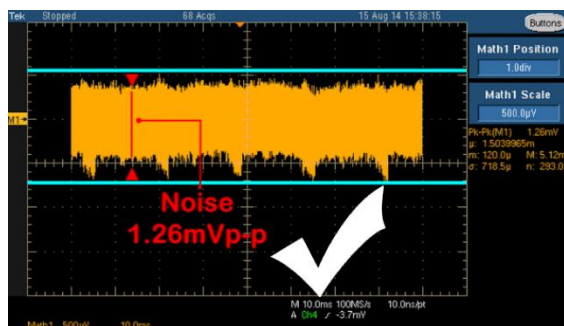 Tek Stopped 68 Acqs 15 Aug 14 15:38:15
Buttons
Math1 Position
1.0div
Math1 Scale
500.0µV
M1
Pk-Pk(M1) 1.26mV
µ: 1.5039965m
m: 120.0µ M: 5.12m
σ: 718.5µ n: 293.0
Noise
1.26mVp-p
M 10.0ms 100MS/s 10.0ns/pt
A Ch4 / -3.7mV
Math1 500µV 10.0ms